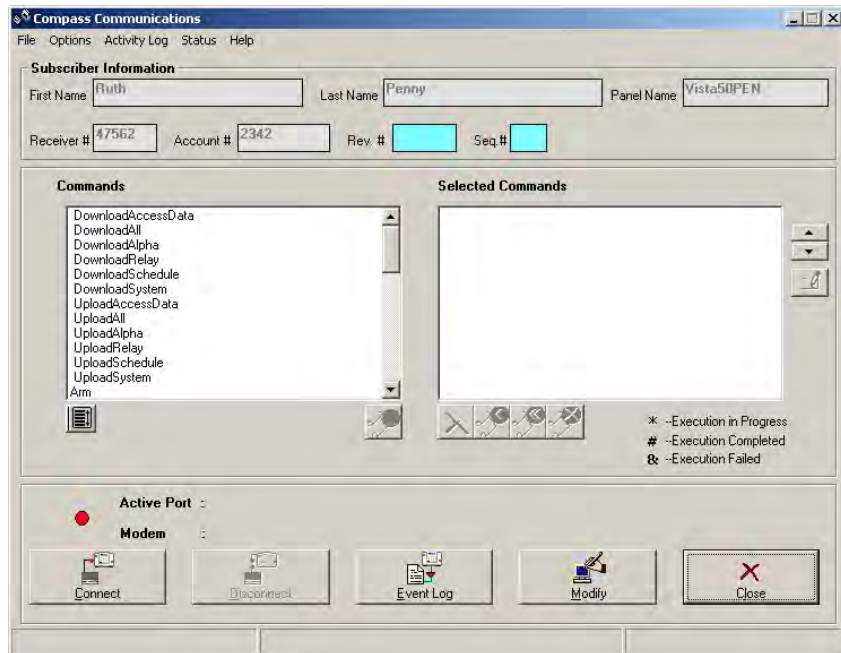 Compass Communications
File Options Activity Log Status Help
Subscriber Information
First Name Ruth Last Name Penny Panel Name Vista50PEN
Receiver # 47562 Account # 2342 Rev. # Seq.#
Commands Selected Commands
DownloadAccessData
DownloadAll
DownloadAlpha
DownloadRelay
DownloadSchedule
DownloadSystem
UploadAccessData
UploadAll
UploadAlpha
UploadRelay
UploadSchedule
UploadSystem
Arm
* --Execution in Progress
# --Execution Completed
& --Execution Failed
Active Port :
Modem :
Connect Disconnect Event Log Modify Close